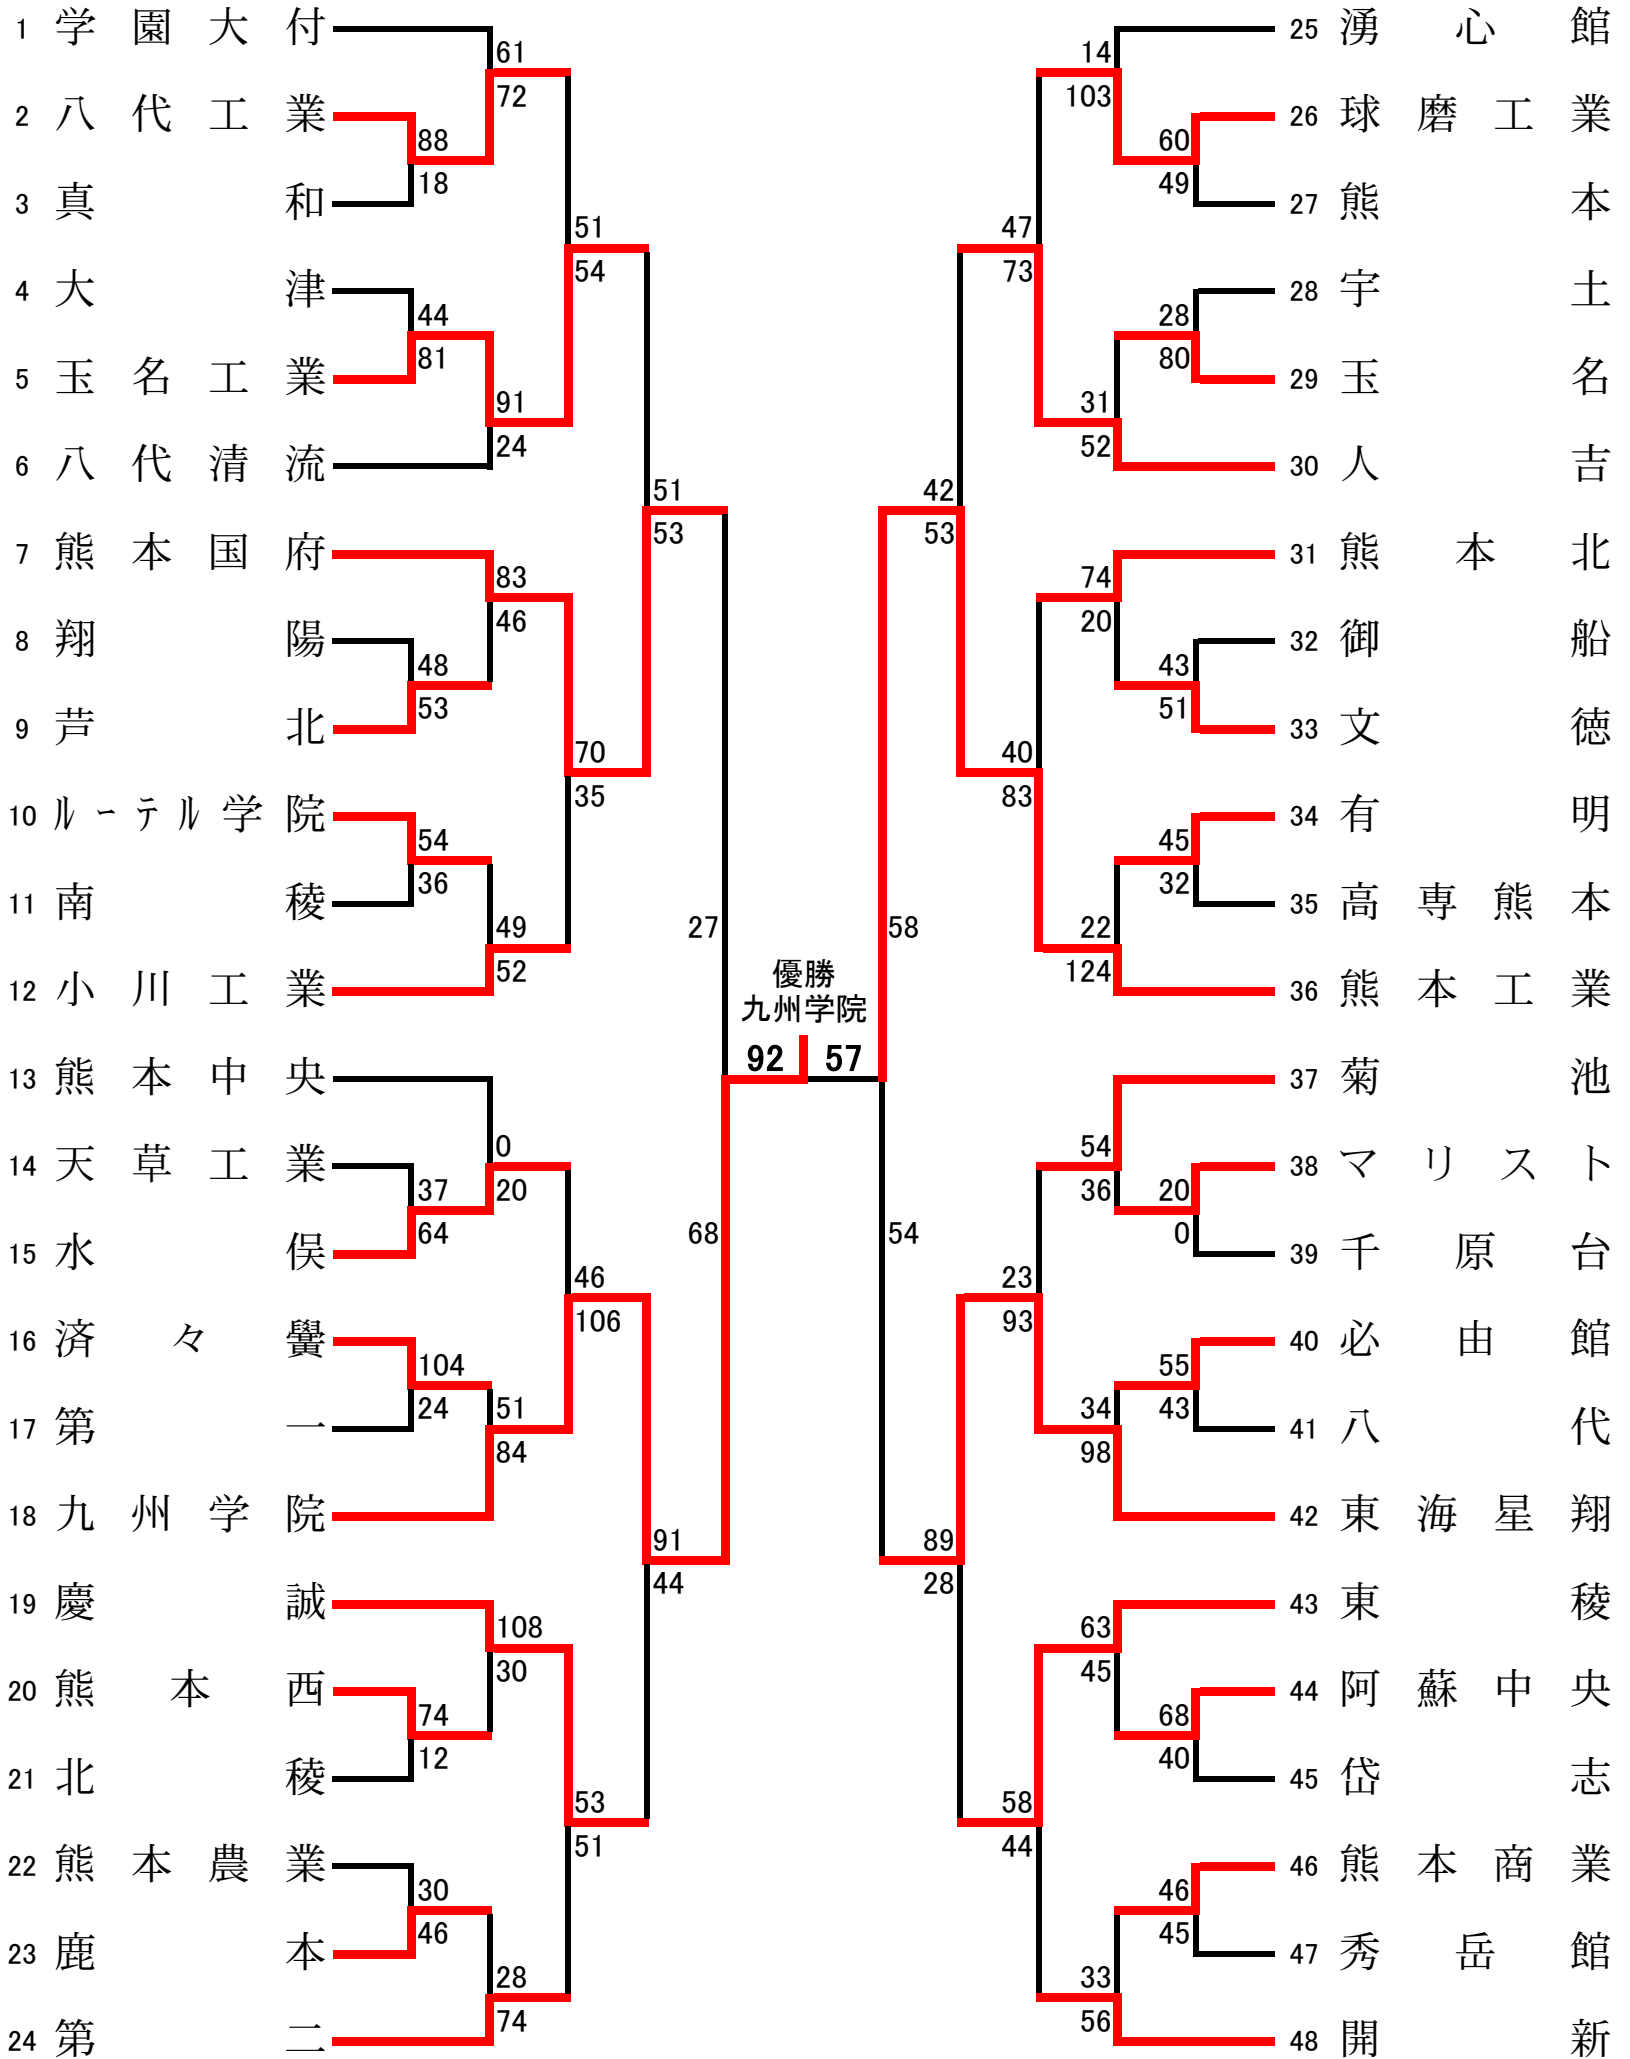 1 学園大付
2 八代工業
3 真和
4 大津
5 玉名工業
6 八代清流
7 熊本国府
8 翔陽
9 芦北
10 ルーテル学院
11 南稜
12 小川工業
13 熊本中央
14 天草工業
15 水俣
16 済々黌
17 第一
18 九州学院
19 慶誠
20 熊本西
21 北稜
22 熊本農業
23 鹿本
24 第二
88
18
44
81
48
53
54
36
37
64
104
24
74
12
30
46
61
72
91
24
83
46
49
52
0
20
51
84
108
30
28
74
51
54
70
35
46
106
53
51
51
53
91
44
27
68
優勝
九州学院
92 57
58
54
42
53
89
28
47
73
40
83
23
93
58
44
14
103
31
52
74
20
22
124
54
36
34
98
63
45
33
56
60
49
28
80
43
51
45
32
20
0
55
43
68
40
46
45
25 湧心館
26 球磨工業
27 熊本
28 宇土
29 玉名
30 人吉
31 熊本北
32 御船
33 文徳
34 有明
35 高専熊本
36 熊本工業
37 菊池
38 マリスト
39 千原台
40 必由館
41 八代
42 東海星翔
43 東稜
44 阿蘇中央
45 岱志
46 熊本商業
47 秀岳館
48 開新